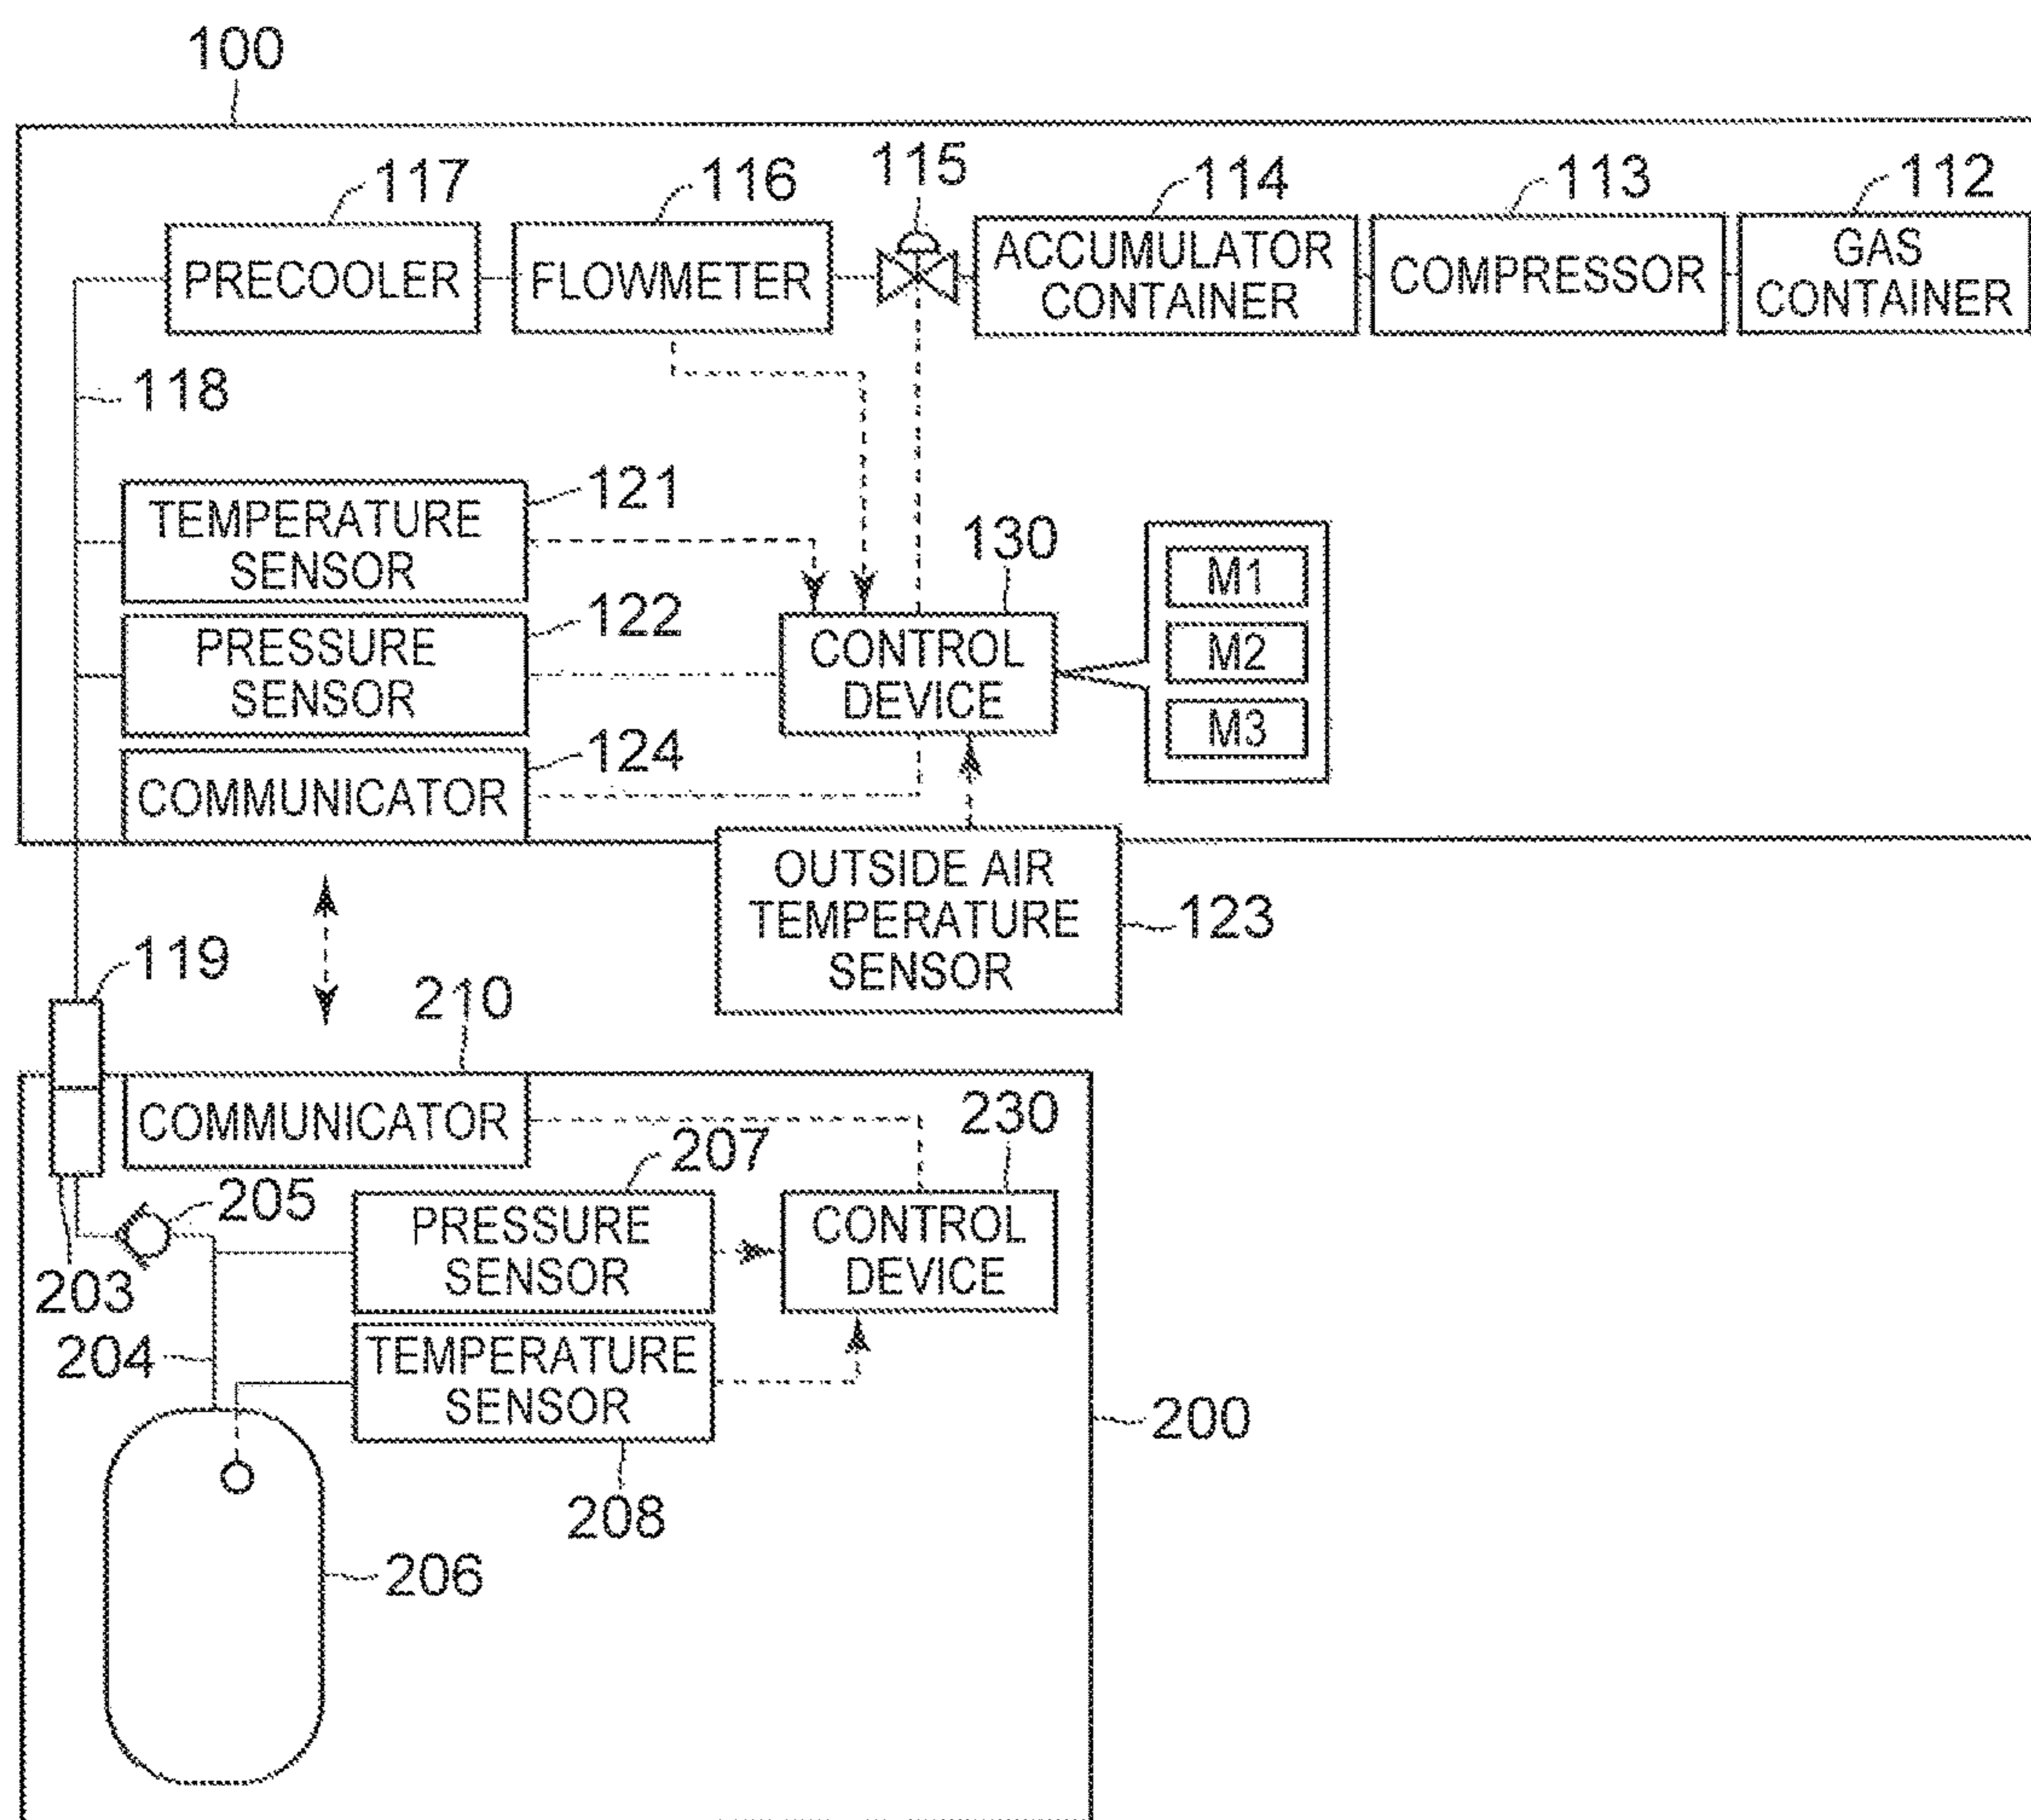 100
117
116
115
114
113
112
PRECOOLER
FLOWMETER
ACCUMULATOR
CONTAINER
COMPRESSOR
GAS
CONTAINER
118
121
TEMPERATURE
SENSOR
130
M1
M2
M3
122
PRESSURE
SENSOR
CONTROL
DEVICE
124
COMMUNICATOR
OUTSIDE AIR
TEMPERATURE
SENSOR
123
119
210
COMMUNICATOR
230
207
205
PRESSURE
SENSOR
CONTROL
DEVICE
203
204
TEMPERATURE
SENSOR
200
208
206